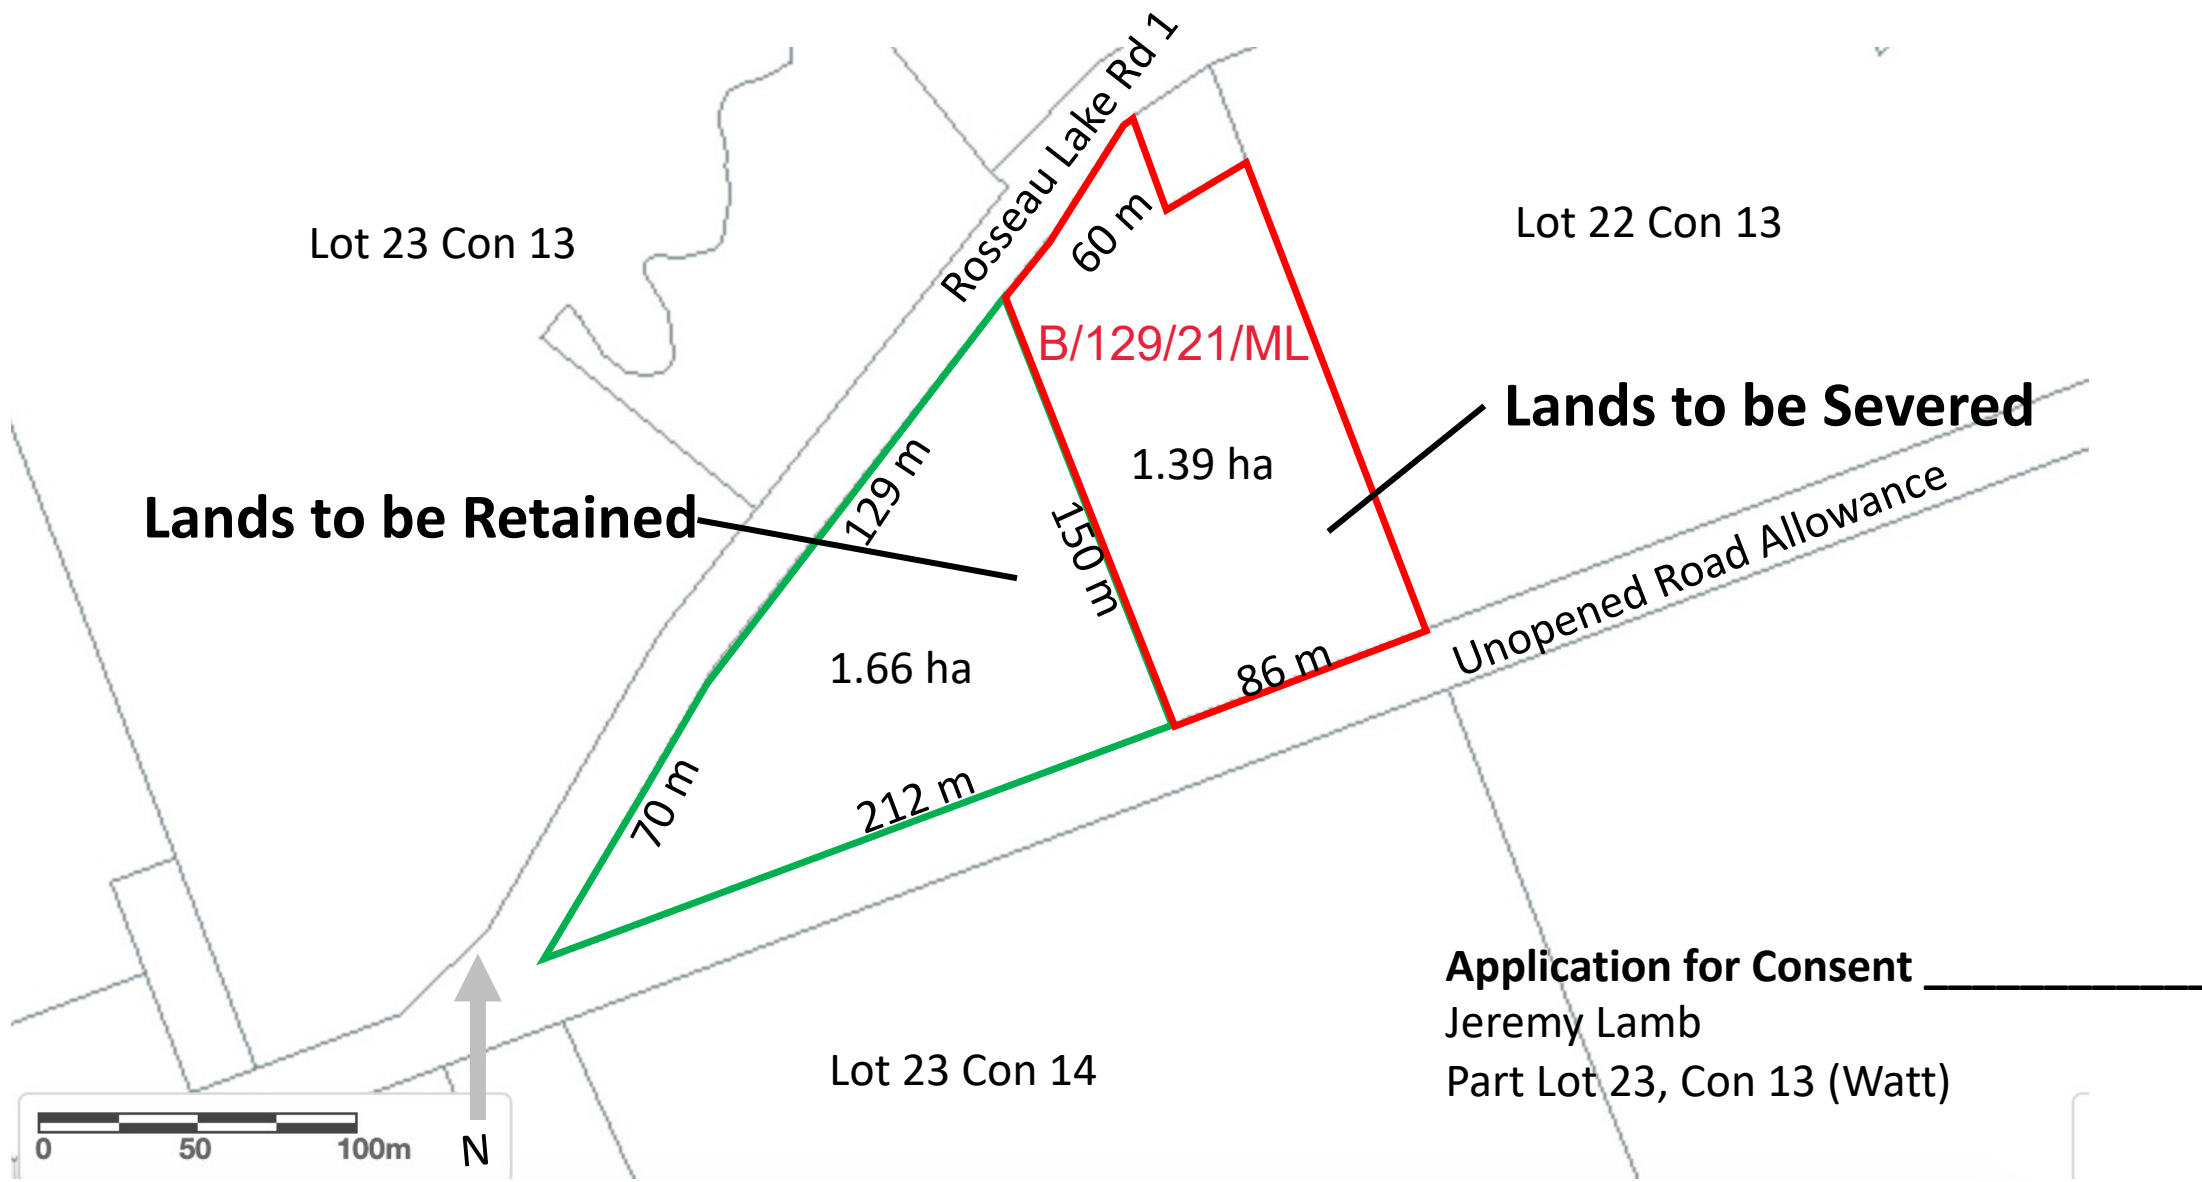 Rosseau Lake Rd 1
Lot 23 Con 13
Lot 22 Con 13
60 m
B/129/21/ML
Lands to be Severed
129 m
1.39 ha
Lands to be Retained
150 m
Unopened Road Allowance
1.66 ha
86 m
70 m
212 m
Application for Consent ____________
Jeremy Lamb
Part Lot 23, Con 13 (Watt)
Lot 23 Con 14
0 50 100m
N